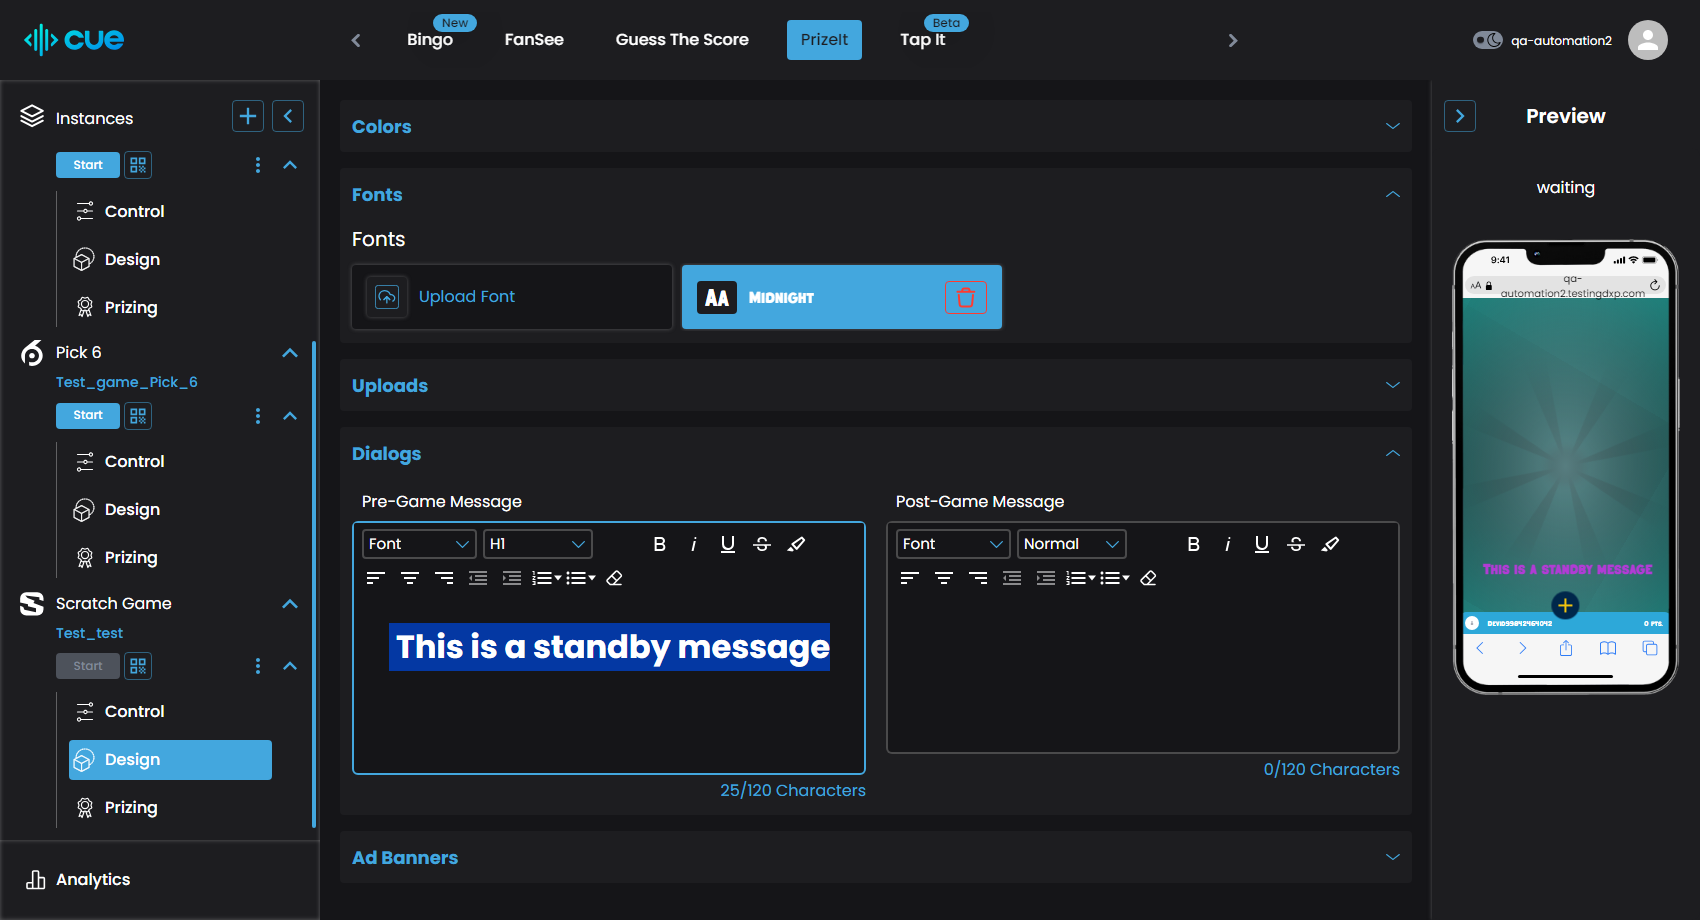 cue
New
Bingo
FanSee
Guess The Score
PrizeIt
Beta
Tap It
qa-automation2
Instances
Start
Control
Design
Prizing
Pick 6
Test_game_Pick_6
Start
Control
Design
Prizing
Scratch Game
Test_test
Start
Control
Design
Prizing
Analytics
Colors
Fonts
Fonts
Upload Font
AA
Midnight
Uploads
Dialogs
Pre-Game Message
Font
H1
B
i
U
S
This is a standby message
25/120 Characters
Post-Game Message
Font
Normal
B
i
U
S
0/120 Characters
Ad Banners
Preview
waiting
9:41
AA
qa-
automation2.testingdxp.com
This is a standby message
0 Pts.